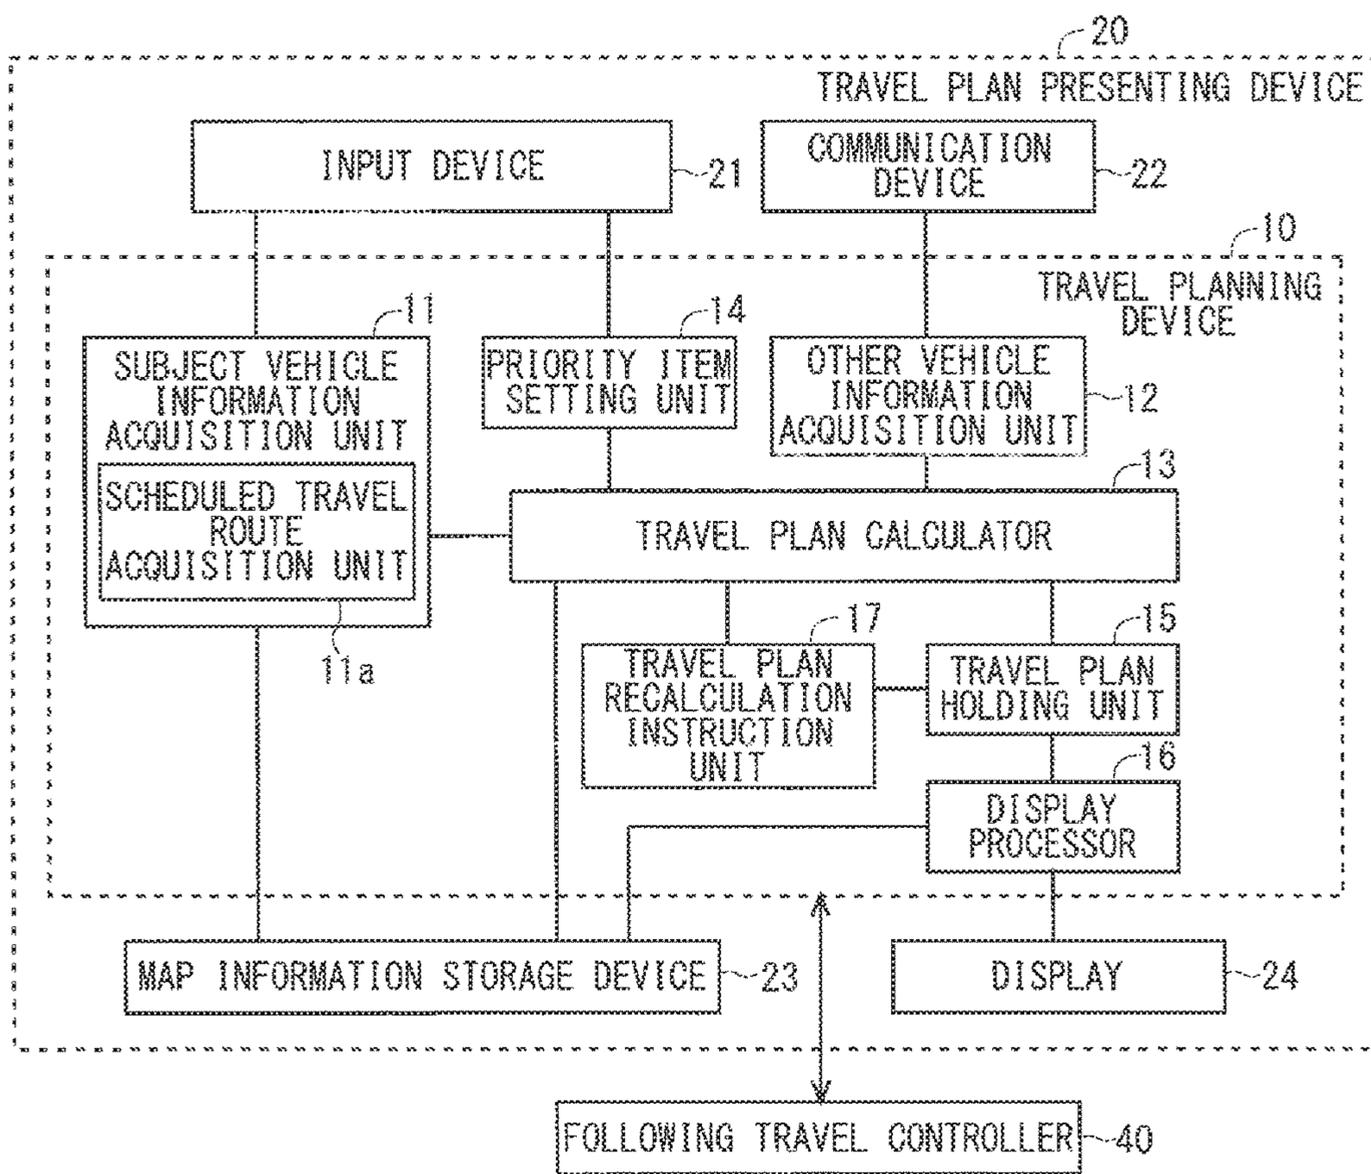 20
TRAVEL PLAN PRESENTING DEVICE
INPUT DEVICE
21
COMMUNICATION
DEVICE
22
10
TRAVEL PLANNING
DEVICE
11
SUBJECT VEHICLE
INFORMATION
ACQUISITION UNIT
SCHEDULED TRAVEL
ROUTE
ACQUISITION UNIT
11a
14
PRIORITY ITEM
SETTING UNIT
OTHER VEHICLE
INFORMATION
ACQUISITION UNIT
12
13
TRAVEL PLAN CALCULATOR
17
TRAVEL PLAN
RECALCULATION
INSTRUCTION
UNIT
15
TRAVEL PLAN
HOLDING UNIT
16
DISPLAY
PROCESSOR
MAP INFORMATION STORAGE DEVICE
23
DISPLAY
24
FOLLOWING TRAVEL CONTROLLER
40